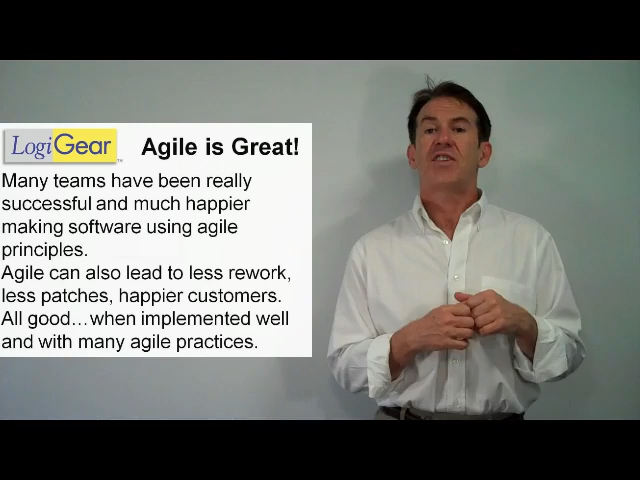 LogiGear™
Agile is Great!
Many teams have been really
successful and much happier
making software using agile
principles.
Agile can also lead to less rework,
less patches, happier customers.
All good…when implemented well
and with many agile practices.